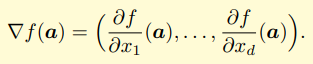 ∇f(a) = (∂f/∂x₁ (a), . . . , ∂f/∂x_d (a)).